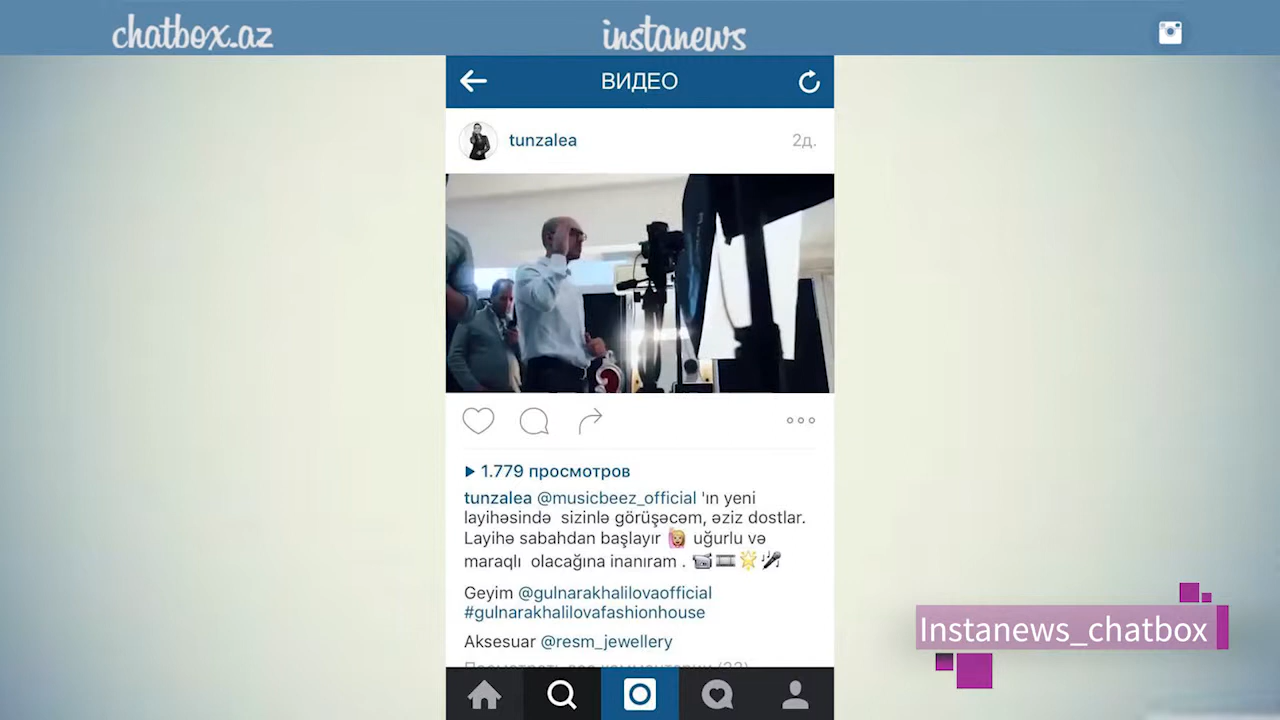 chatbox.az
instanews
ВИДЕО
tunzalea
2д.
1.779 просмотров
tunzalea @musicbeez_official 'ın yeni
layihəsində sizinlə görüşəcəm, əziz dostlar.
Layihə sabahdan başlayır 🙋 uğurlu və
maraqlı olacağına inanıram . 📹🎞🌟🎤
Geyim @gulnarakhalilovaofficial
#gulnarakhalilovafashionhouse
Aksesuar @resm_jewellery
Instanews_chatbox